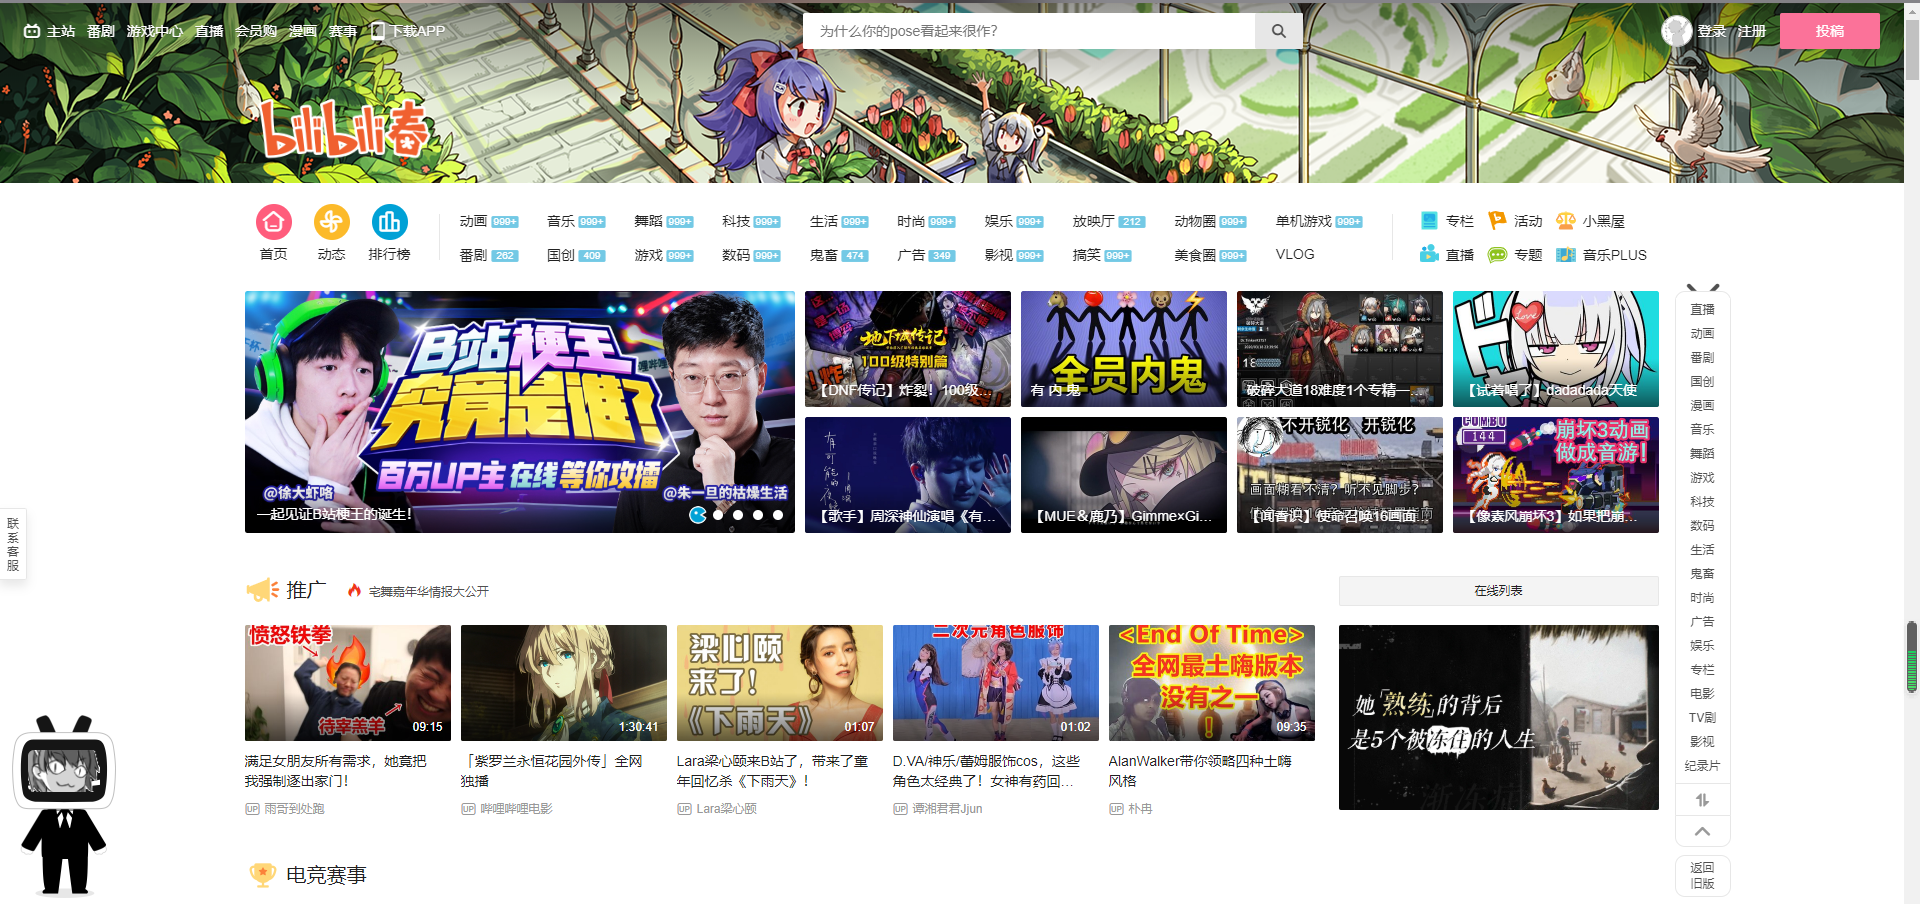 主站 番剧 游戏中心 直播 会员购 漫画 赛事 下载APP
为什么你的pose看起来很作?
登录 注册 投稿
bilibili春
首页 动态 排行榜
动画 999+ 音乐 999+ 舞蹈 999+ 科技 999+ 生活 999+ 时尚 999+ 娱乐 999+ 放映厅 212 动物圈 999+ 单机游戏 999+
番剧 262 国创 409 游戏 999+ 数码 999+ 鬼畜 474 广告 349 影视 999+ 搞笑 999+ 美食圈 999+ VLOG
专栏 活动 小黑屋
直播 专题 音乐PLUS
B站梗王
究竟是谁?
百万UP主 在线 等你攻播
@徐大虾咯 @朱一旦的枯燥生活
一起见证B站梗王的诞生!
地下城传记
100级特别篇
【DNF传记】炸裂！100级...
全员内鬼
有 内 鬼
破碎大道18难度1个专精一...
【试着唱了】dadadada天使
有可能的夜晚
【歌手】周深神仙演唱《有...
【MUE&鹿乃】Gimme×Gi...
不开锐化 开锐化
画面糊看不清? 听不见脚步?
【闻香识】使命召唤16画面...
COMBO
144
崩坏3动画
做成音游!
【像素风崩坏3】如果把崩...
联系客服
推广
宅舞嘉年华情报大公开
在线列表
愤怒铁拳
待宰羔羊
09:15
满足女朋友所有需求，她竟把
我强制逐出家门！
UP 雨哥到处跑
1:30:41
「紫罗兰永恒花园外传」全网
独播
UP 哔哩哔哩电影
梁心颐
来了!
《下雨天》
01:07
Lara梁心颐来B站了，带来了童
年回忆杀《下雨天》！
UP Lara梁心颐
二次元角色服饰
01:02
D.VA/神乐/蕾姆服饰cos，这些
角色太经典了！女神有药回...
UP 谭湘君君Jjun
<End Of Time>
全网最土嗨版本
没有之一
!
09:35
AlanWalker带你领略四种土嗨
风格
UP 朴冉
她「熟练」的背后
是5个被冻住的人生
渐冻症
电竞赛事
直播
动画
番剧
国创
漫画
音乐
舞蹈
游戏
科技
数码
生活
鬼畜
时尚
广告
娱乐
专栏
电影
TV剧
影视
纪录片
返回
旧版